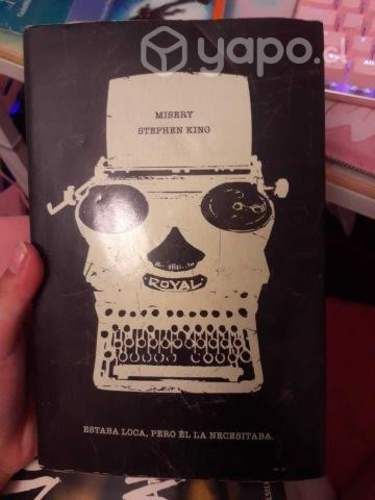 yapo.cl
MISERY
STEPHEN KING
ROYAL
ESTABA LOCA, PERO ÉL LA NECESITABA.